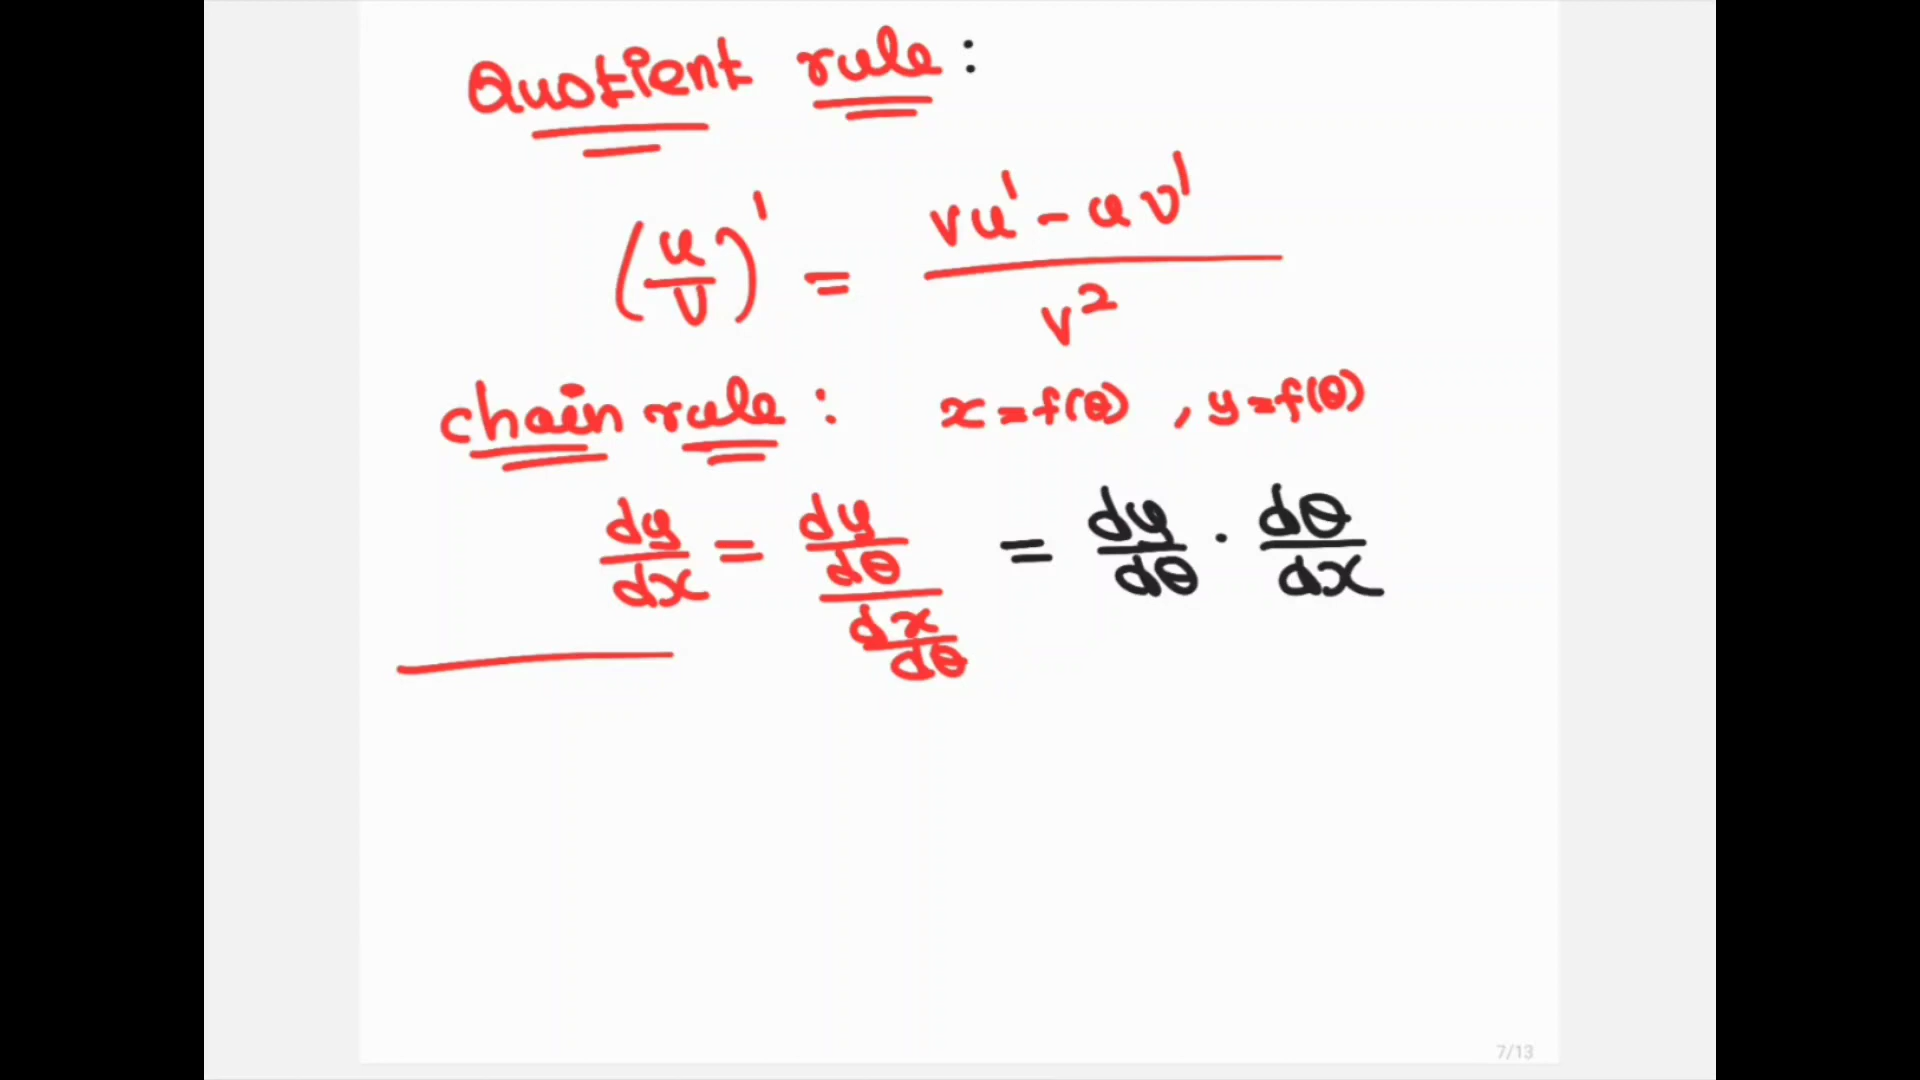 Quotient rule :
(u/v)' = (vu' - uv')/v²
chain rule : x = f(θ) , y = f(θ)
dy/dx = (dy/dθ)/(dx/dθ) = dy/dθ · dθ/dx
7/13